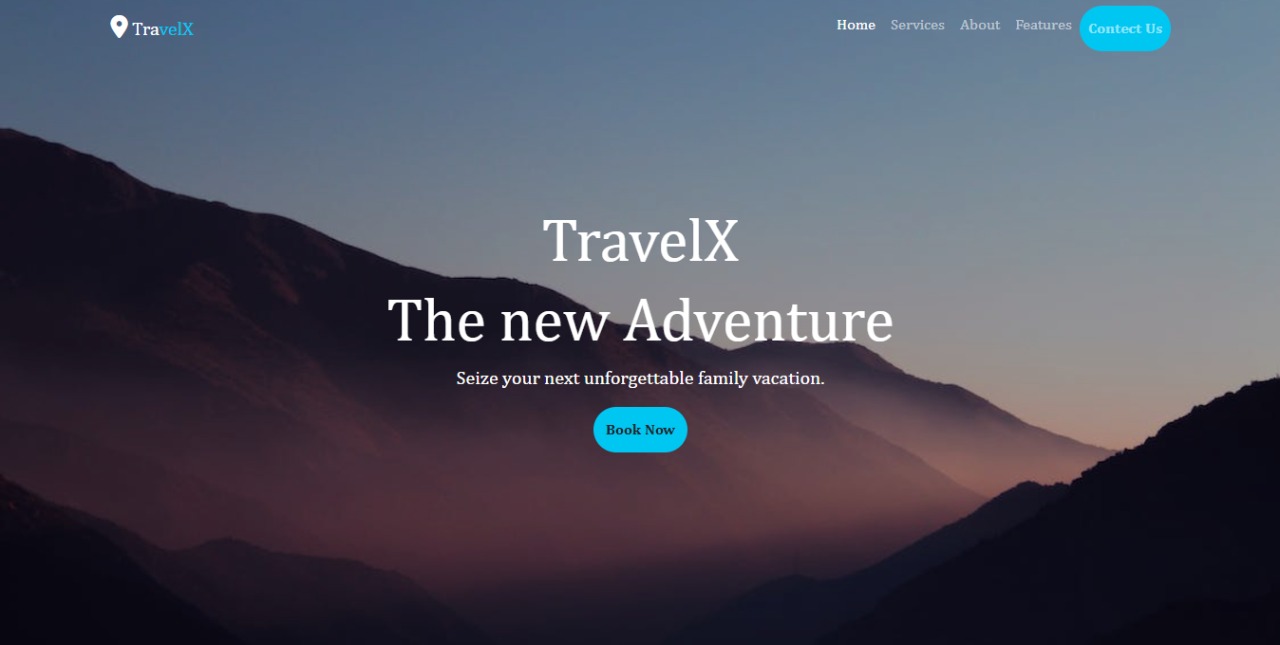 TravelX
Home Services About Features Contect Us
TravelX
The new Adventure
Seize your next unforgettable family vacation.
Book Now